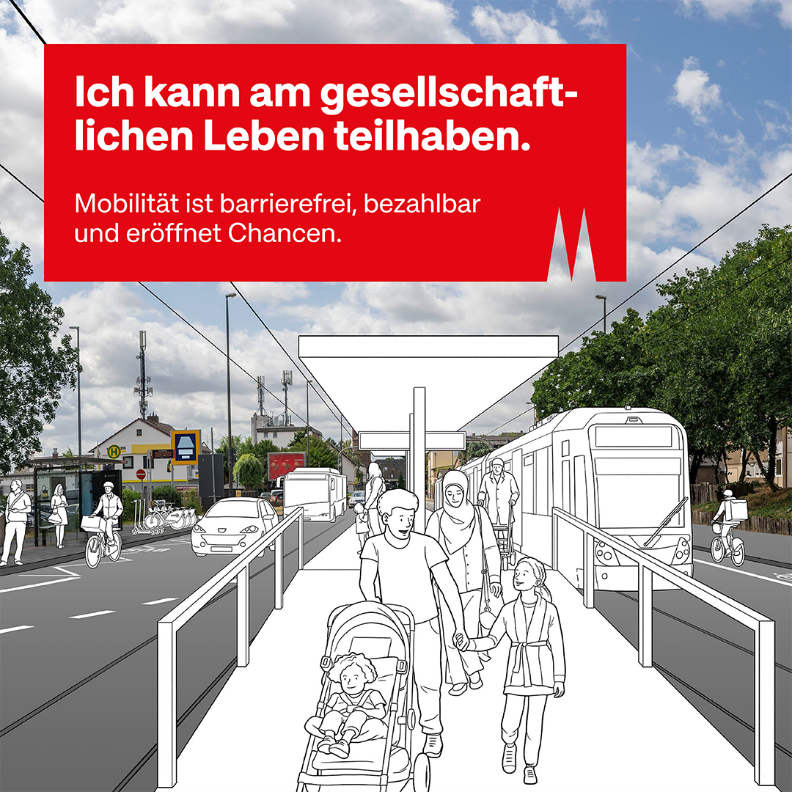 Ich kann am gesellschaft-
lichen Leben teilhaben.
Mobilität ist barrierefrei, bezahlbar
und eröffnet Chancen.
H